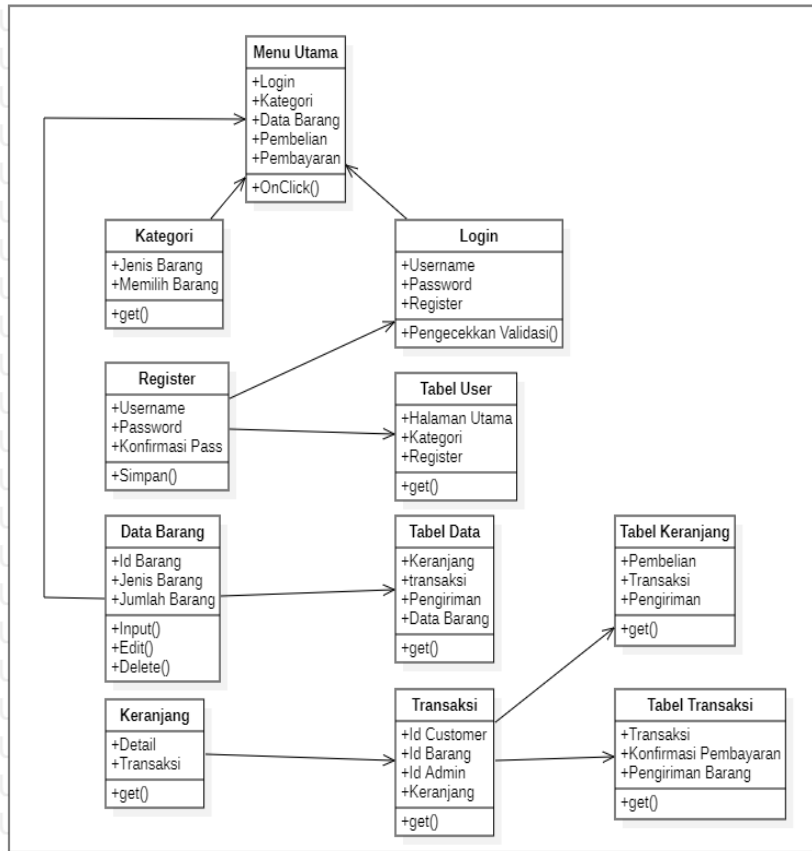 Menu Utama
+Login
+Kategori
+Data Barang
+Pembelian
+Pembayaran
+OnClick()
Kategori
+Jenis Barang
+Memilih Barang
+get()
Login
+Username
+Password
+Register
+Pengecekkan Validasi()
Register
+Username
+Password
+Konfirmasi Pass
+Simpan()
Tabel User
+Halaman Utama
+Kategori
+Register
+get()
Data Barang
+Id Barang
+Jenis Barang
+Jumlah Barang
+Input()
+Edit()
+Delete()
Tabel Data
+Keranjang
+transaksi
+Pengiriman
+Data Barang
+get()
Tabel Keranjang
+Pembelian
+Transaksi
+Pengiriman
+get()
Keranjang
+Detail
+Transaksi
+get()
Transaksi
+Id Customer
+Id Barang
+Id Admin
+Keranjang
+get()
Tabel Transaksi
+Transaksi
+Konfirmasi Pembayaran
+Pengiriman Barang
+get()